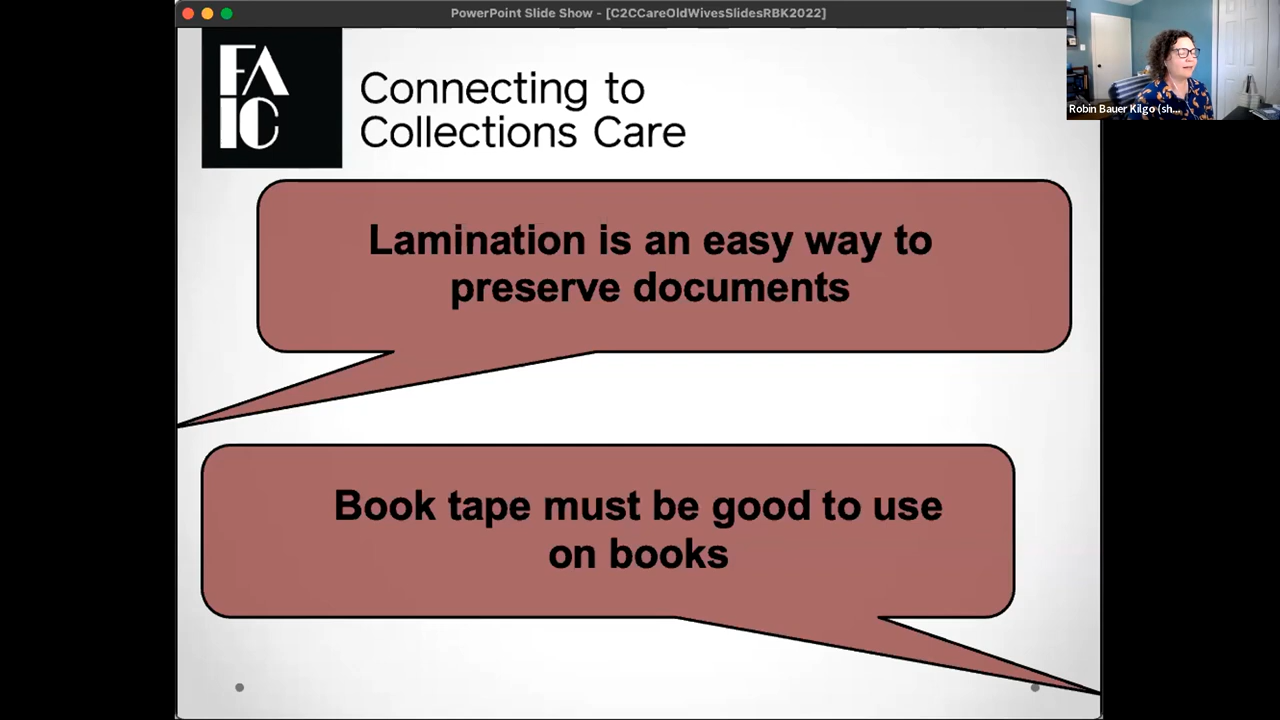 PowerPoint Slide Show - [C2CCareOldWivesSlidesRBK2022]
Robin Bauer Kilgo (sh...
FA
IC
Connecting to
Collections Care
Lamination is an easy way to
preserve documents
Book tape must be good to use
on books